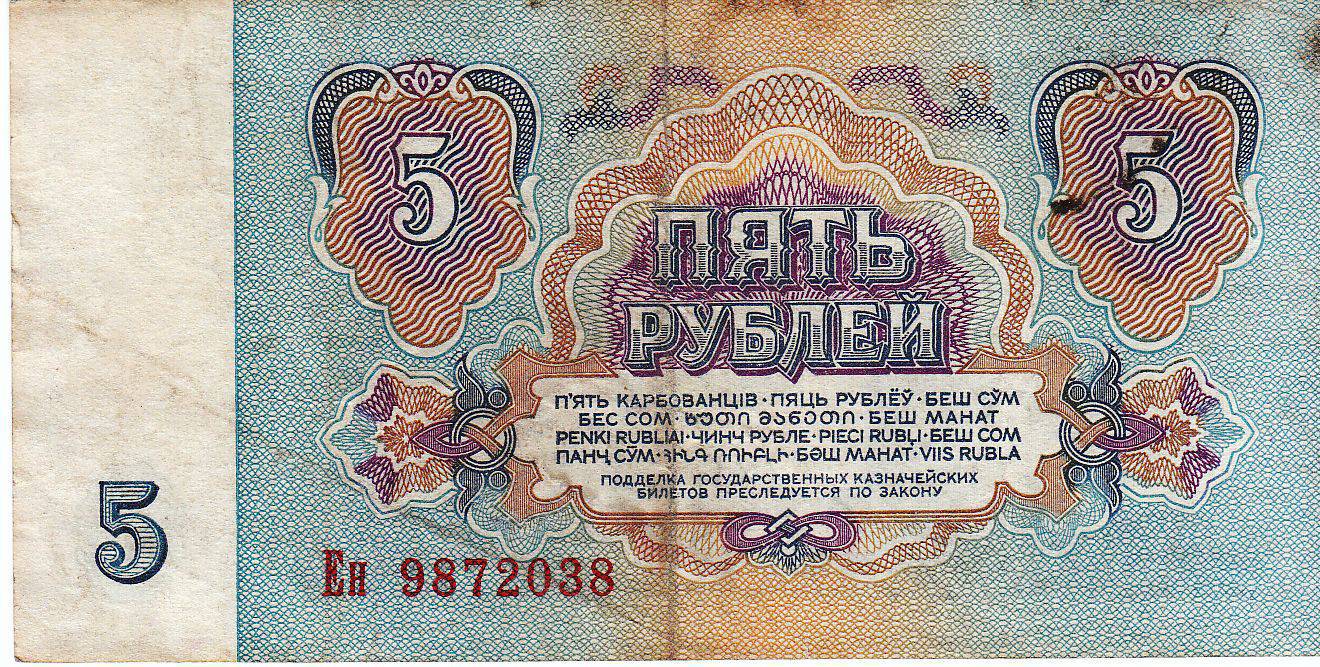 5
5
ПЯТЬ
РУБЛЕЙ
П'ЯТЬ КАРБОВАНЦІВ · ПЯЦЬ РУБЛЁЎ · БЕШ СЎМ
БЕС СОМ · ᲮᲣᲗᲘ ᲛᲐᲜᲔᲗᲘ · БЕШ МАНАТ
PENKI RUBLIAI · ЧИНЧ РУБЛЕ · PIECI RUBĻI · БЕШ СОМ
ПАНҶ СӮМ · ՀԻՆԳ ՌՈՒԲԼԻ · БƏШ МАНАТ · VIIS RUBLA
ПОДДЕЛКА ГОСУДАРСТВЕННЫХ КАЗНАЧЕЙСКИХ
БИЛЕТОВ ПРЕСЛЕДУЕТСЯ ПО ЗАКОНУ
5
Ен 9872038